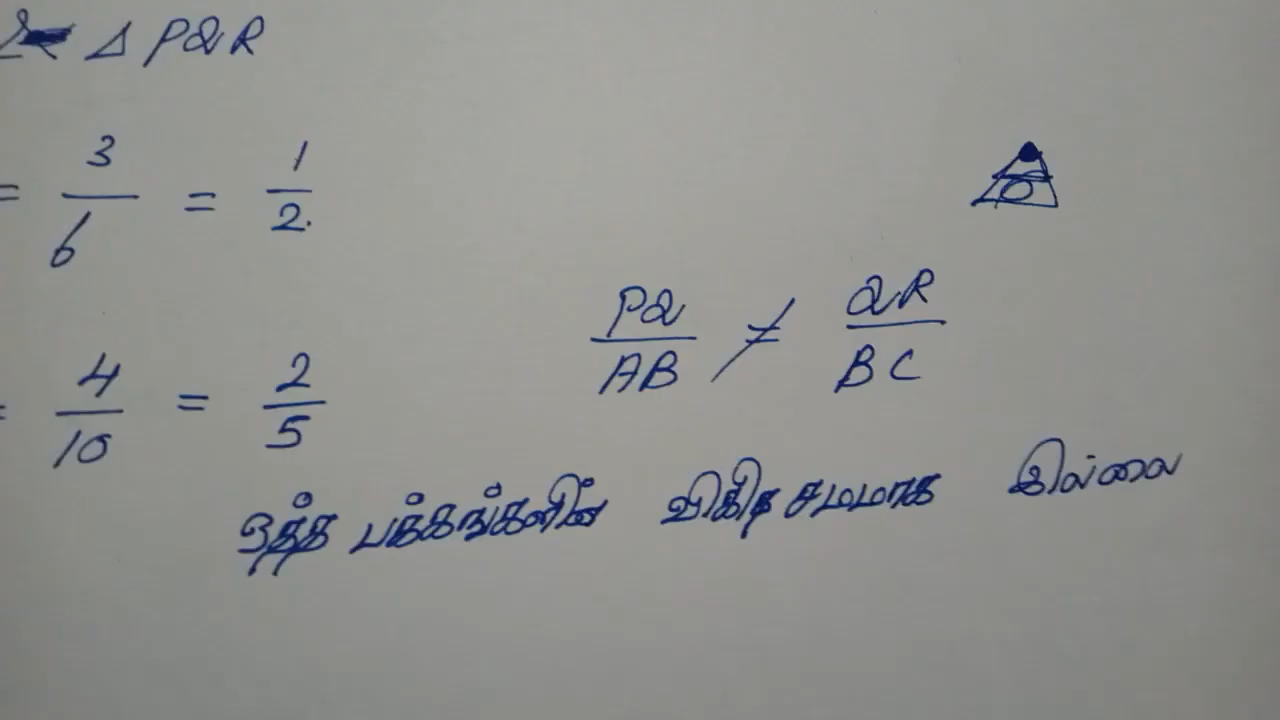 Δ PQR
= 3/6 = 1/2.
PQ/AB ≠ QR/BC
= 4/10 = 2/5
ஒத்த பக்கங்களின் விகித சமமாக இல்லை